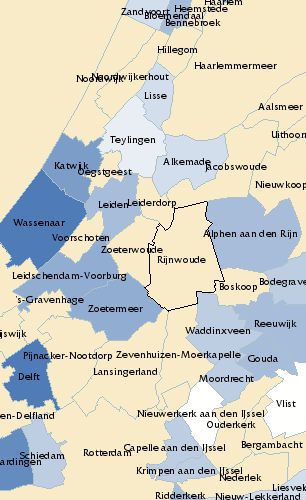 Haarlem
Heemstede
Zandvoort
Bloemendaal
Bennebroek
Hillegom
Haarlemmermeer
Noordwijkerhout
Noordwijk
Lisse
Aalsmeer
Uithoorn
Teylingen
Katwijk
Oegstgeest
Alkemade
Jacobswoude
Nieuwkoop
Leiden
Leiderdorp
Wassenaar
Voorschoten
Alphen aan den Rijn
Zoeterwoude
Rijnwoude
Leidschendam-Voorburg
Boskoop
Bodegrave
's-Gravenhage
Zoetermeer
Reeuwijk
Waddinxveen
ijswijk
Pijnacker-Nootdorp
Zevenhuizen-Moerkapelle
Gouda
Lansingerland
Delft
Moordrecht
Vlist
en-Delfland
Nieuwerkerk aan den IJssel
Ouderkerk
Bergambacht
Capelle aan den IJssel
Rotterdam
Schiedam
ardingen
Krimpen aan den IJssel
Nederlek
Liesve
Ridderkerk
Nieuw-Lekkerlan